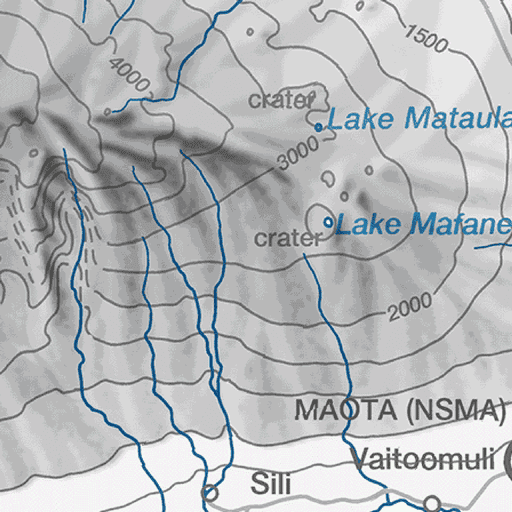 1500
4000
crater
Lake Mataula
3000
Lake Mafane
crater
2000
MAOTA (NSMA)
Vaitoomuli (
Sili